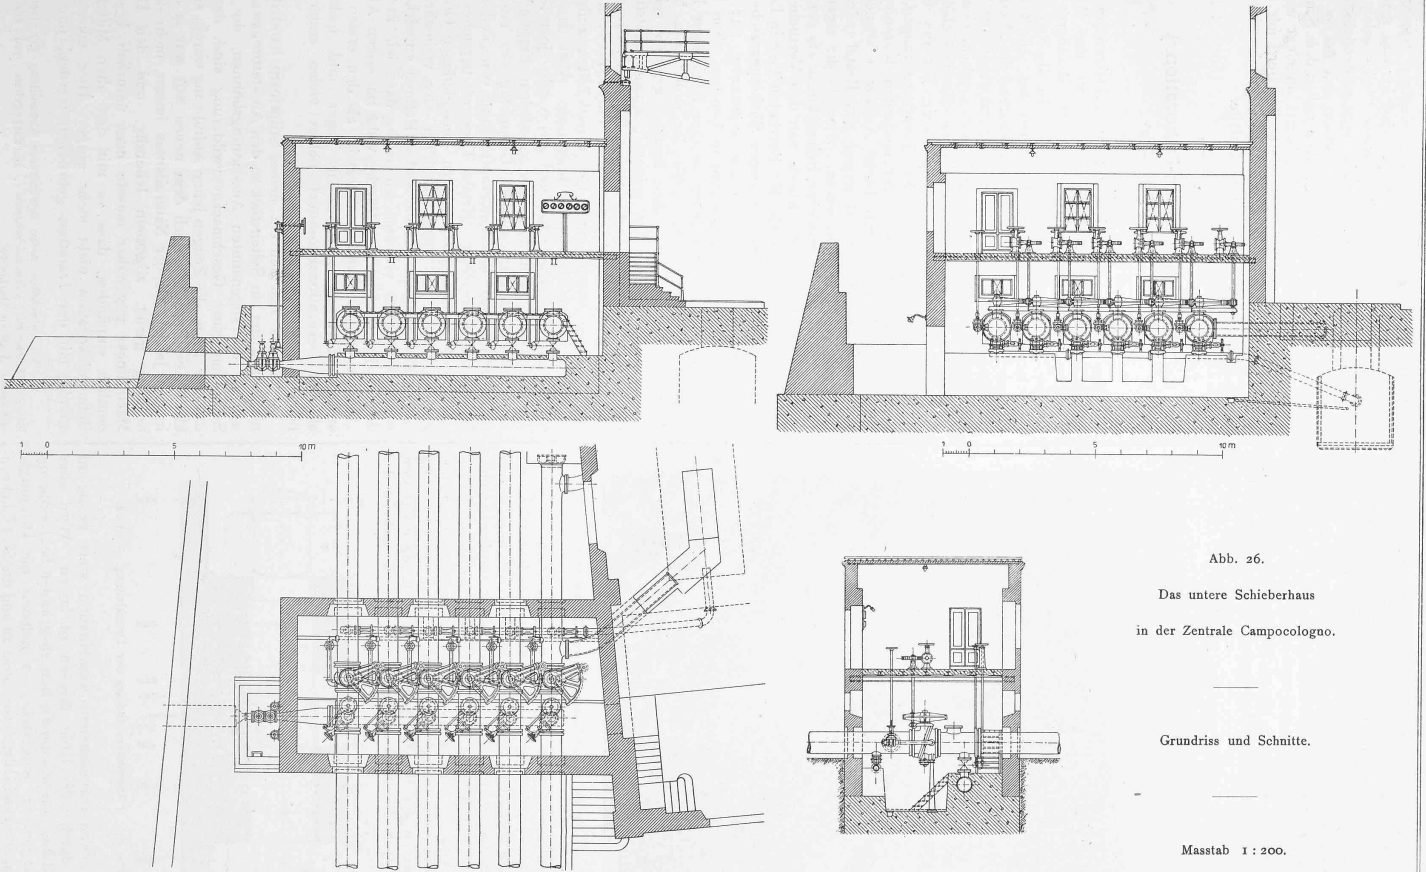 1 0 5 10 m
1 0 5 10 m
Abb. 26.
Das untere Schieberhaus
in der Zentrale Campocologno.
Grundriss und Schnitte.
Masstab 1 : 200.